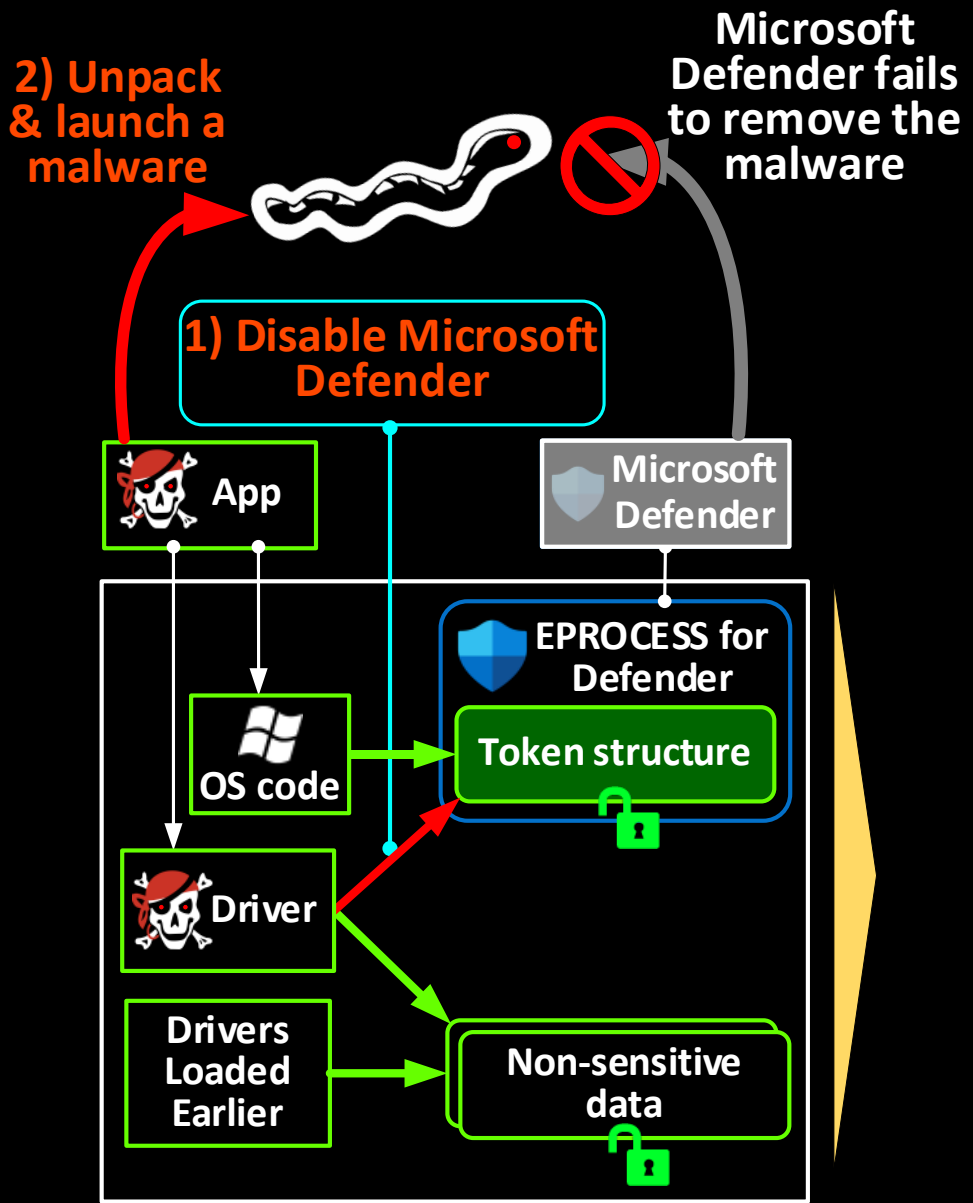 2) Unpack
& launch a
malware
Microsoft
Defender fails
to remove the
malware
1) Disable Microsoft
Defender
App
Microsoft
Defender
EPROCESS for
Defender
Token structure
OS code
Driver
Drivers
Loaded
Earlier
Non-sensitive
data